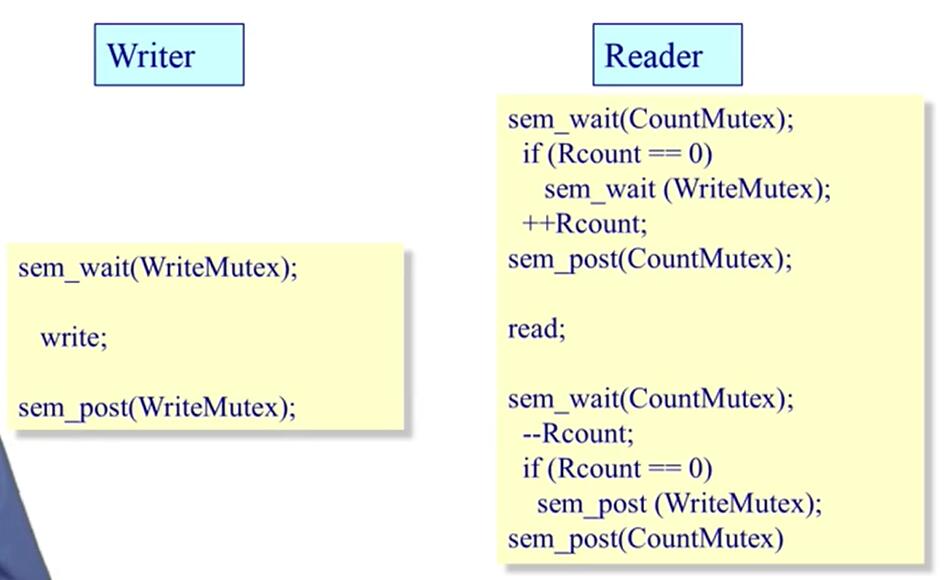 Writer
sem_wait(WriteMutex);
write;
sem_post(WriteMutex);
Reader
sem_wait(CountMutex);
if (Rcount == 0)
sem_wait (WriteMutex);
++Rcount;
sem_post(CountMutex);
read;
sem_wait(CountMutex);
--Rcount;
if (Rcount == 0)
sem_post (WriteMutex);
sem_post(CountMutex)